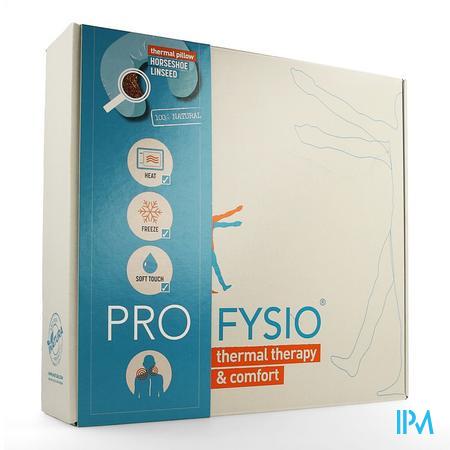 thermal pillow
HORSESHOE
LINSEED
100% NATURAL
HEAT
FREEZE
SOFT TOUCH
PRO FYSIO®
thermal therapy
& comfort
IPM